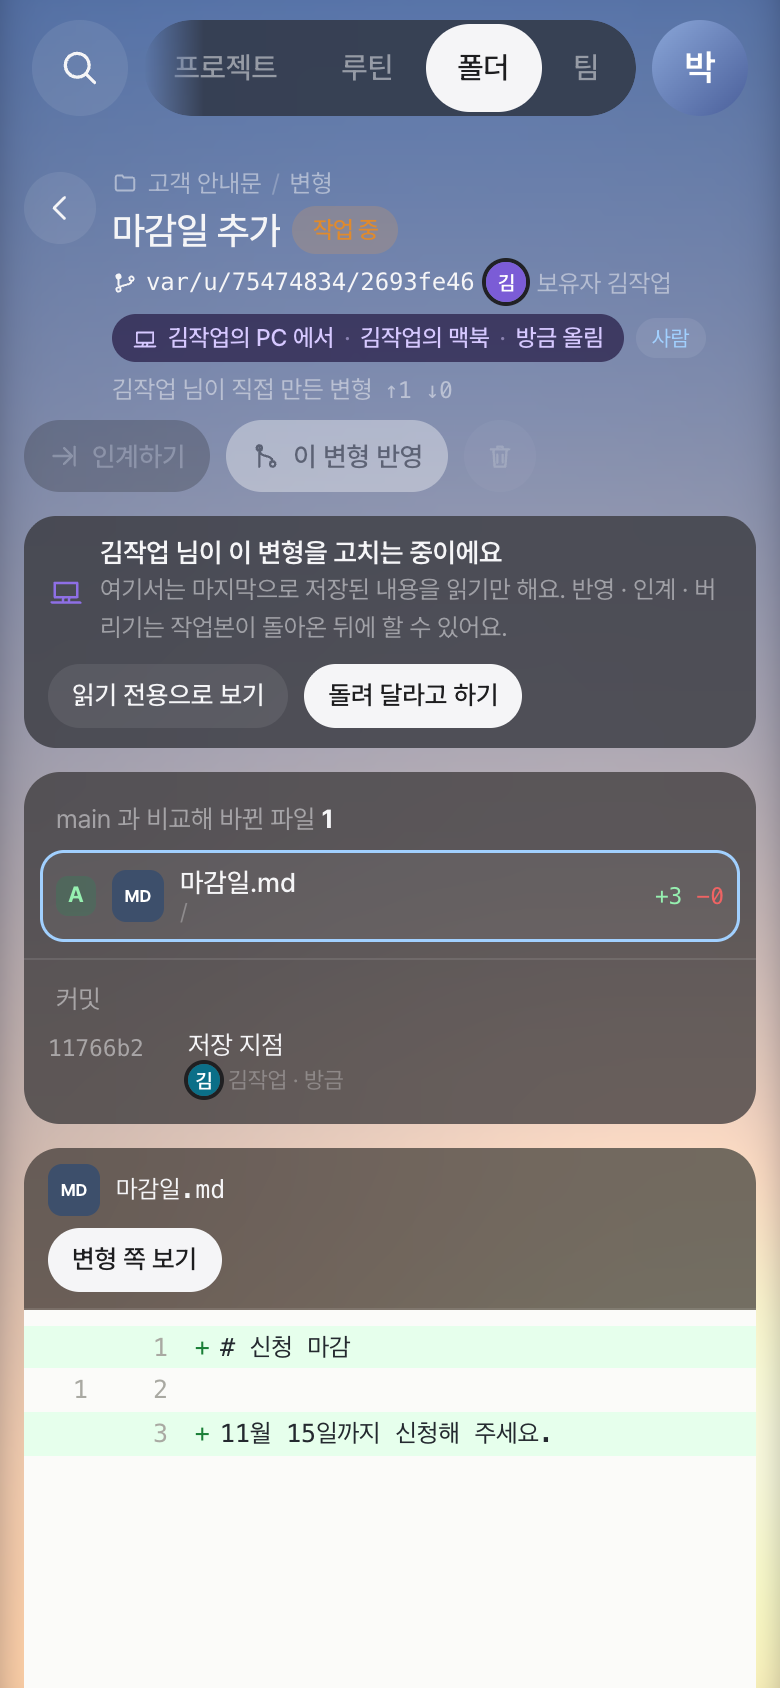 프로젝트 루틴 폴더 팀 박
고객 안내문 / 변형
마감일 추가 작업 중
var/u/75474834/2693fe46 김 보유자 김작업
김작업의 PC 에서 · 김작업의 맥북 · 방금 올림 사람
김작업 님이 직접 만든 변형 ↑1 ↓0
인계하기 이 변형 반영
김작업 님이 이 변형을 고치는 중이에요
여기서는 마지막으로 저장된 내용을 읽기만 해요. 반영 · 인계 · 버
리기는 작업본이 돌아온 뒤에 할 수 있어요.
읽기 전용으로 보기 돌려 달라고 하기
main 과 비교해 바뀐 파일 1
A MD 마감일.md +3 −0
/
커밋
11766b2 저장 지점
김 김작업 · 방금
MD 마감일.md
변형 쪽 보기
1 + # 신청 마감
1 2
3 + 11월 15일까지 신청해 주세요.